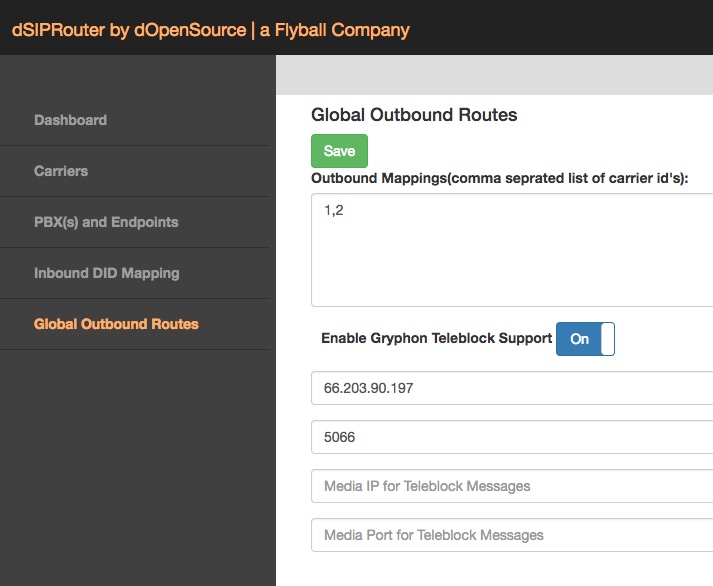 dSIPRouter by dOpenSource | a Flyball Company
Dashboard
Carriers
PBX(s) and Endpoints
Inbound DID Mapping
Global Outbound Routes
Global Outbound Routes
Save
Outbound Mappings(comma seprated list of carrier id's):
1,2
Enable Gryphon Teleblock Support On
66.203.90.197
5066
Media IP for Teleblock Messages
Media Port for Teleblock Messages